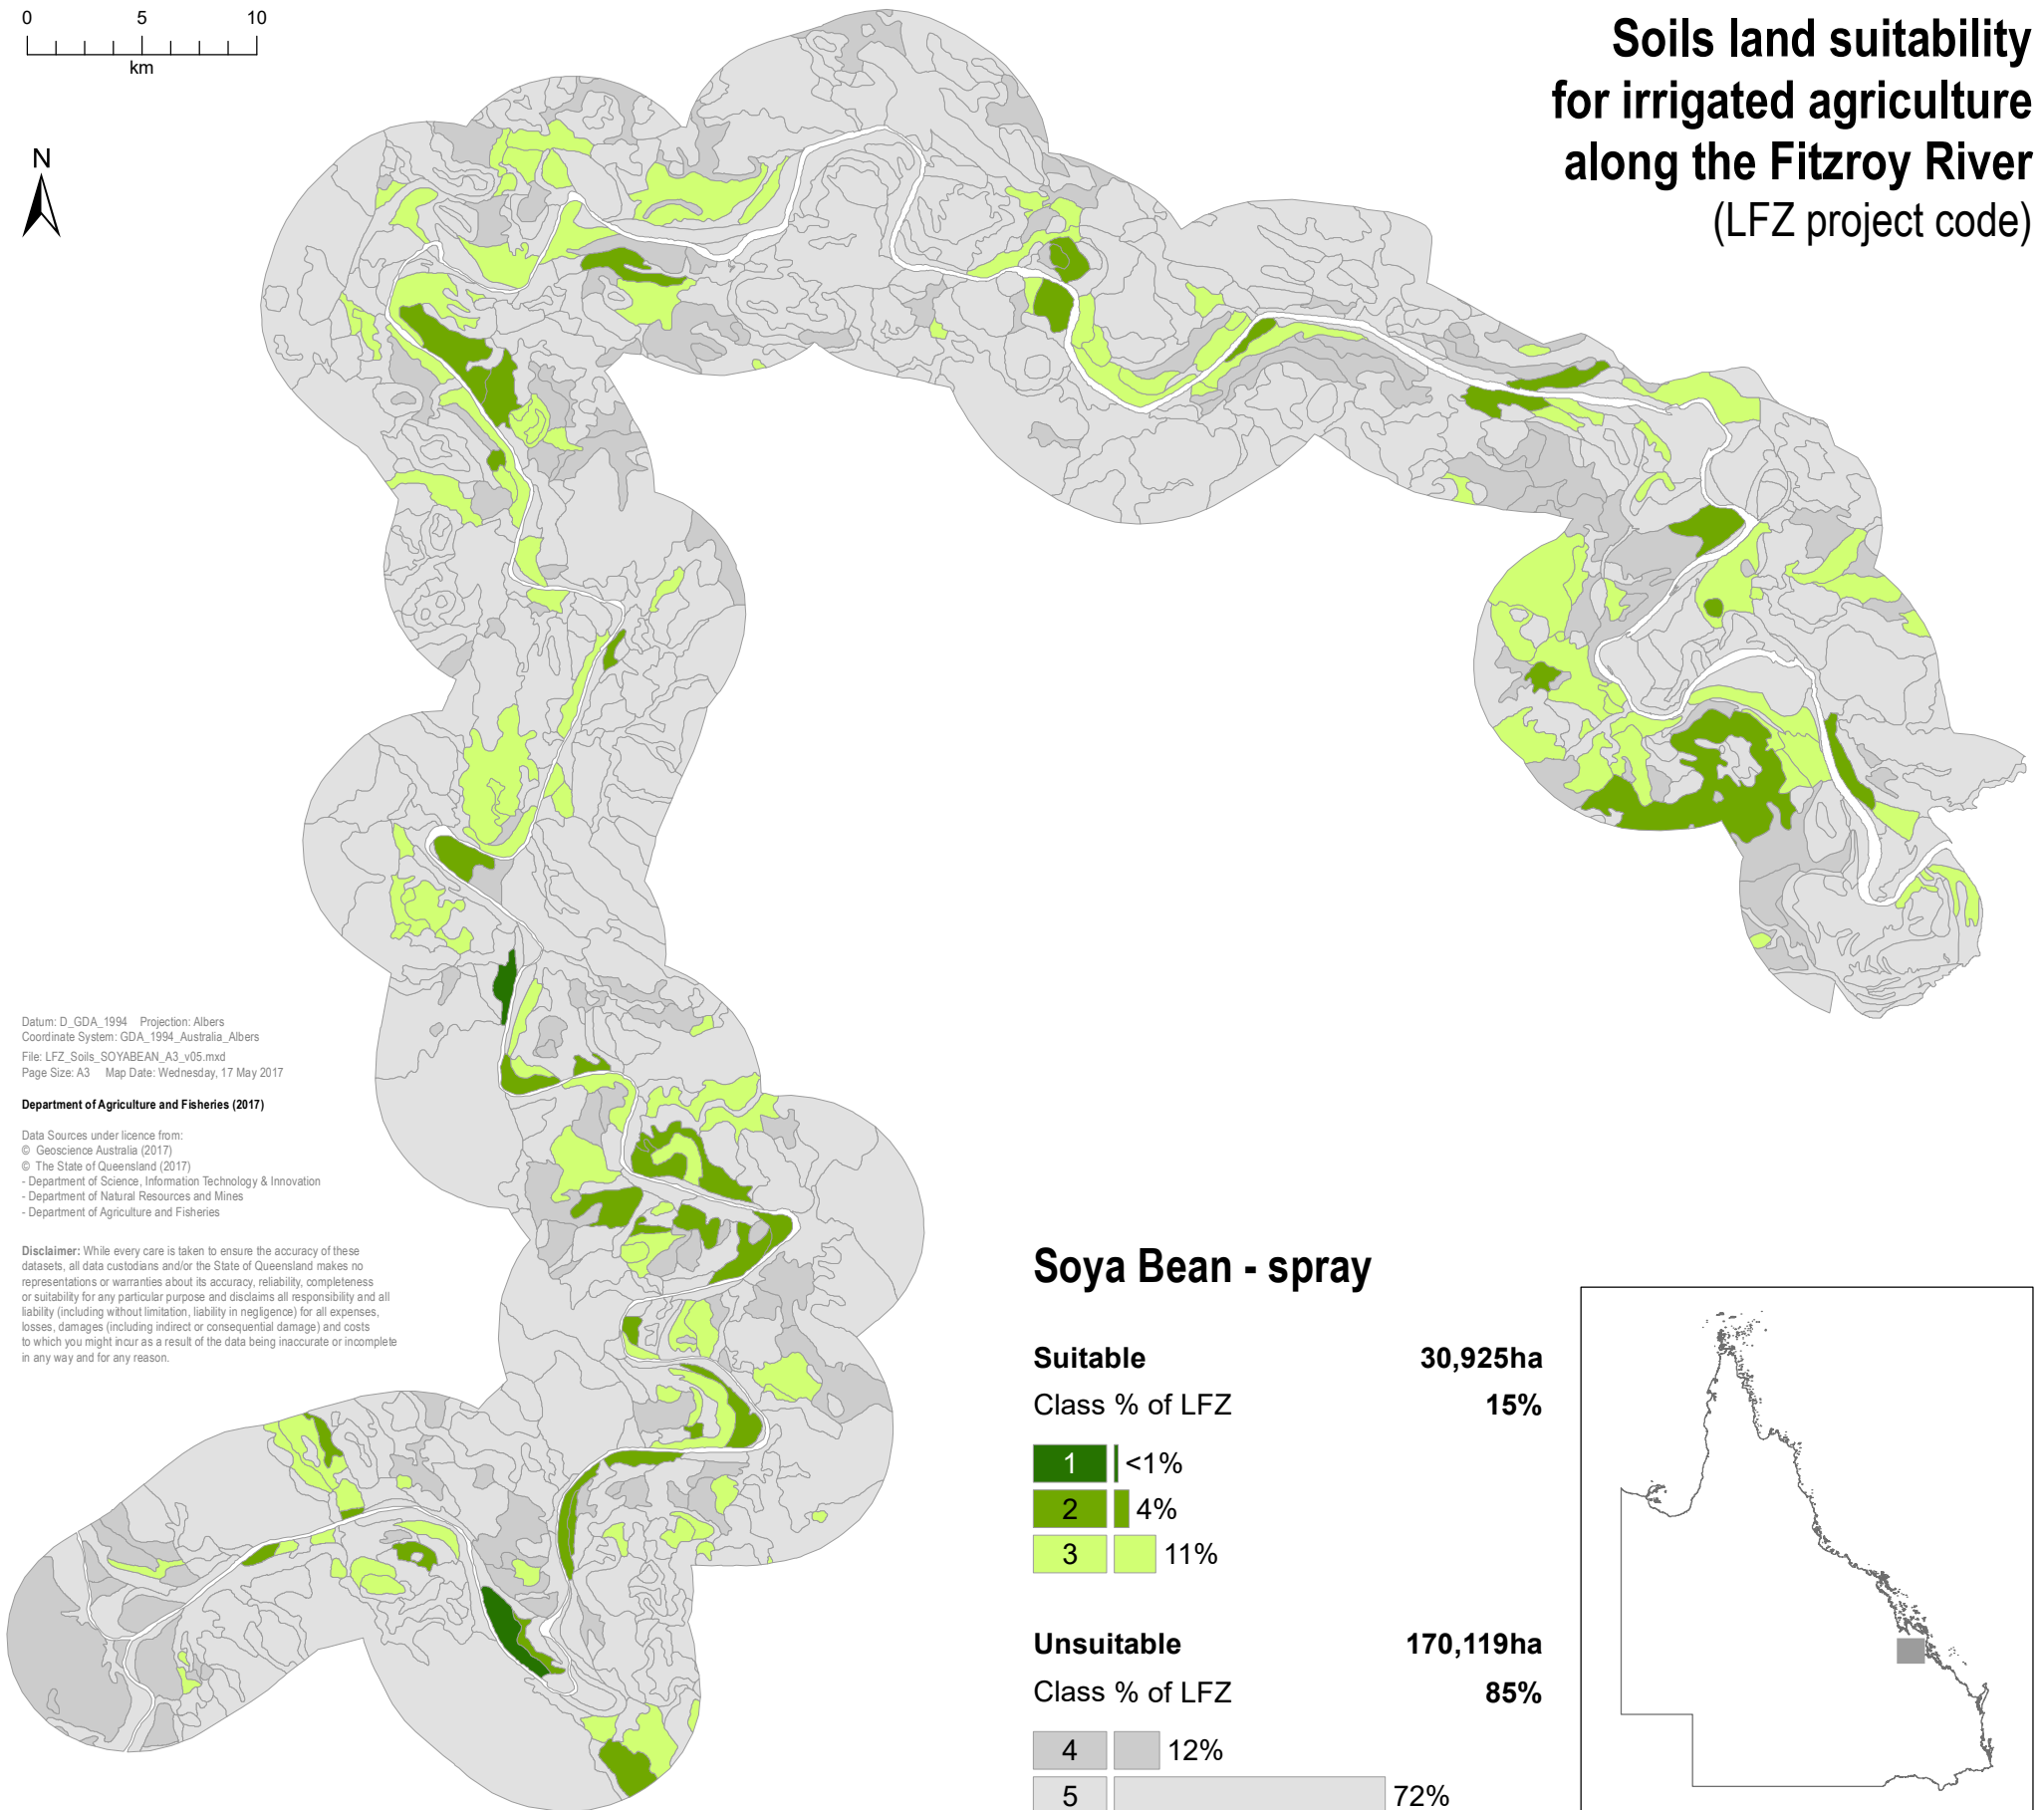 0 5 10
km
N
Soils land suitability
for irrigated agriculture
along the Fitzroy River
(LFZ project code)
Datum: D_GDA_1994 Projection: Albers
Coordinate System: GDA_1994_Australia_Albers
File: LFZ_Soils_SOYABEAN_A3_v05.mxd
Page Size: A3 Map Date: Wednesday, 17 May 2017
Department of Agriculture and Fisheries (2017)
Data Sources under licence from:
© Geoscience Australia (2017)
© The State of Queensland (2017)
- Department of Science, Information Technology & Innovation
- Department of Natural Resources and Mines
- Department of Agriculture and Fisheries
Disclaimer: While every care is taken to ensure the accuracy of these
datasets, all data custodians and/or the State of Queensland makes no
representations or warranties about its accuracy, reliability, completeness
or suitability for any particular purpose and disclaims all responsibility and all
liability (including without limitation, liability in negligence) for all expenses,
losses, damages (including indirect or consequential damage) and costs
to which you might incur as a result of the data being inaccurate or incomplete
in any way and for any reason.
Soya Bean - spray
Suitable 30,925ha
Class % of LFZ 15%
1 <1%
2 4%
3 11%
Unsuitable 170,119ha
Class % of LFZ 85%
4 12%
5 72%